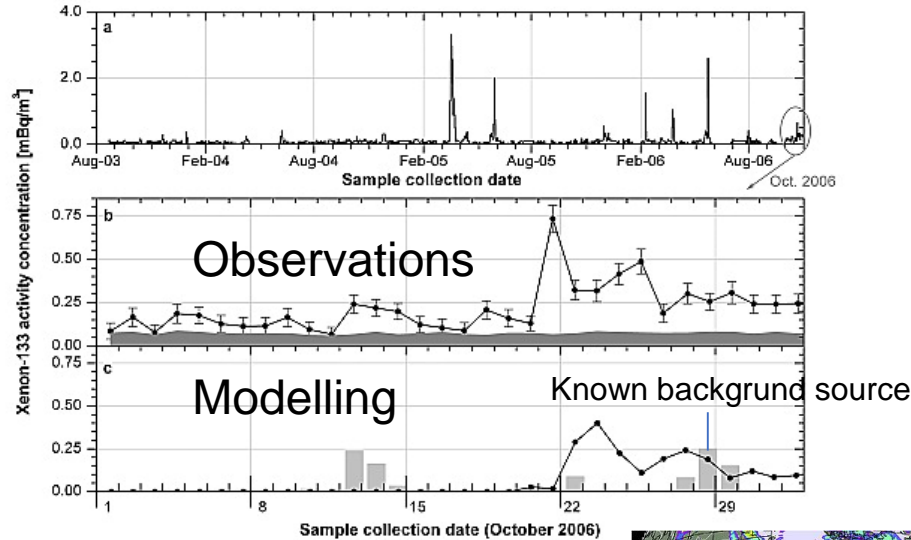 4.0
a
2.0
0.0
Aug-03 Feb-04 Aug-04 Feb-05 Aug-05 Feb-06 Aug-06
Sample collection date
Oct. 2006
Xenon-133 activity concentration [mBq/m³]
b
0.75
Observations
0.50
0.25
0.00
c
0.75
Modelling
Known backgrund source
0.50
0.25
0.00
1 8 15 22 29
Sample collection date (October 2006)